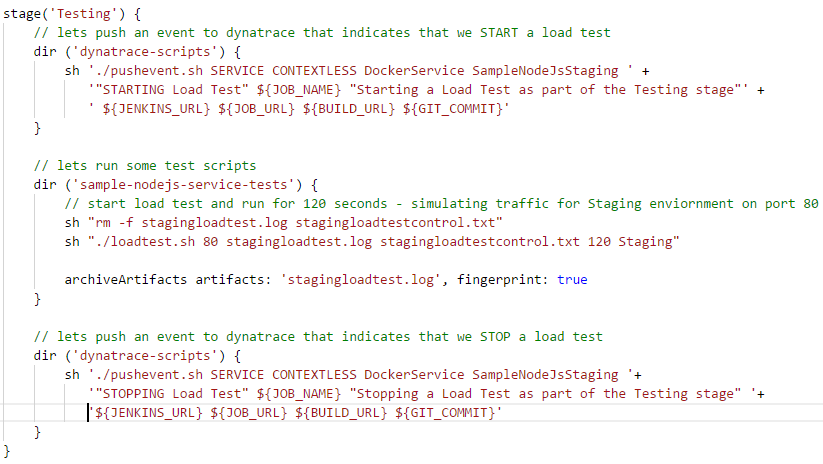 stage('Testing') {
    // lets push an event to dynatrace that indicates that we START a load test
    dir ('dynatrace-scripts') {
        sh './pushevent.sh SERVICE CONTEXTLESS DockerService SampleNodeJsStaging ' +
           '"STARTING Load Test" ${JOB_NAME} "Starting a Load Test as part of the Testing stage"' +
           ' ${JENKINS_URL} ${JOB_URL} ${BUILD_URL} ${GIT_COMMIT}'
    }

    // lets run some test scripts
    dir ('sample-nodejs-service-tests') {
        // start load test and run for 120 seconds - simulating traffic for Staging enviornment on port 80
        sh "rm -f stagingloadtest.log stagingloadtestcontrol.txt"
        sh "./loadtest.sh 80 stagingloadtest.log stagingloadtestcontrol.txt 120 Staging"

        archiveArtifacts artifacts: 'stagingloadtest.log', fingerprint: true
    }

    // lets push an event to dynatrace that indicates that we STOP a load test
    dir ('dynatrace-scripts') {
        sh './pushevent.sh SERVICE CONTEXTLESS DockerService SampleNodeJsStaging '+
           '"STOPPING Load Test" ${JOB_NAME} "Stopping a Load Test as part of the Testing stage" '+
           '${JENKINS_URL} ${JOB_URL} ${BUILD_URL} ${GIT_COMMIT}'
    }
}